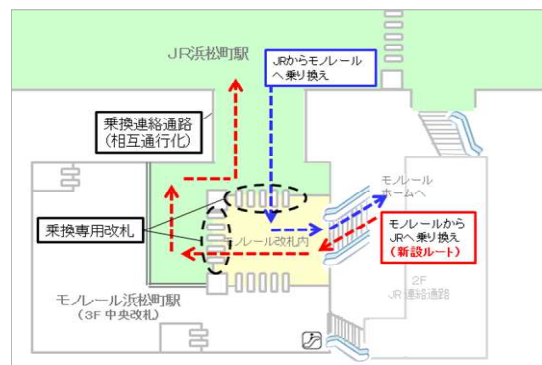 JR浜松町駅
JRからモノレール
へ乗り換え
乗換連絡通路
(相互通行化)
モノレール
ホームへ
乗換専用改札
モノレール改札内
モノレールから
JRへ乗り換え
(新設ルート)
2F
JR連絡通路
モノレール浜松町駅
(3F 中央改札)